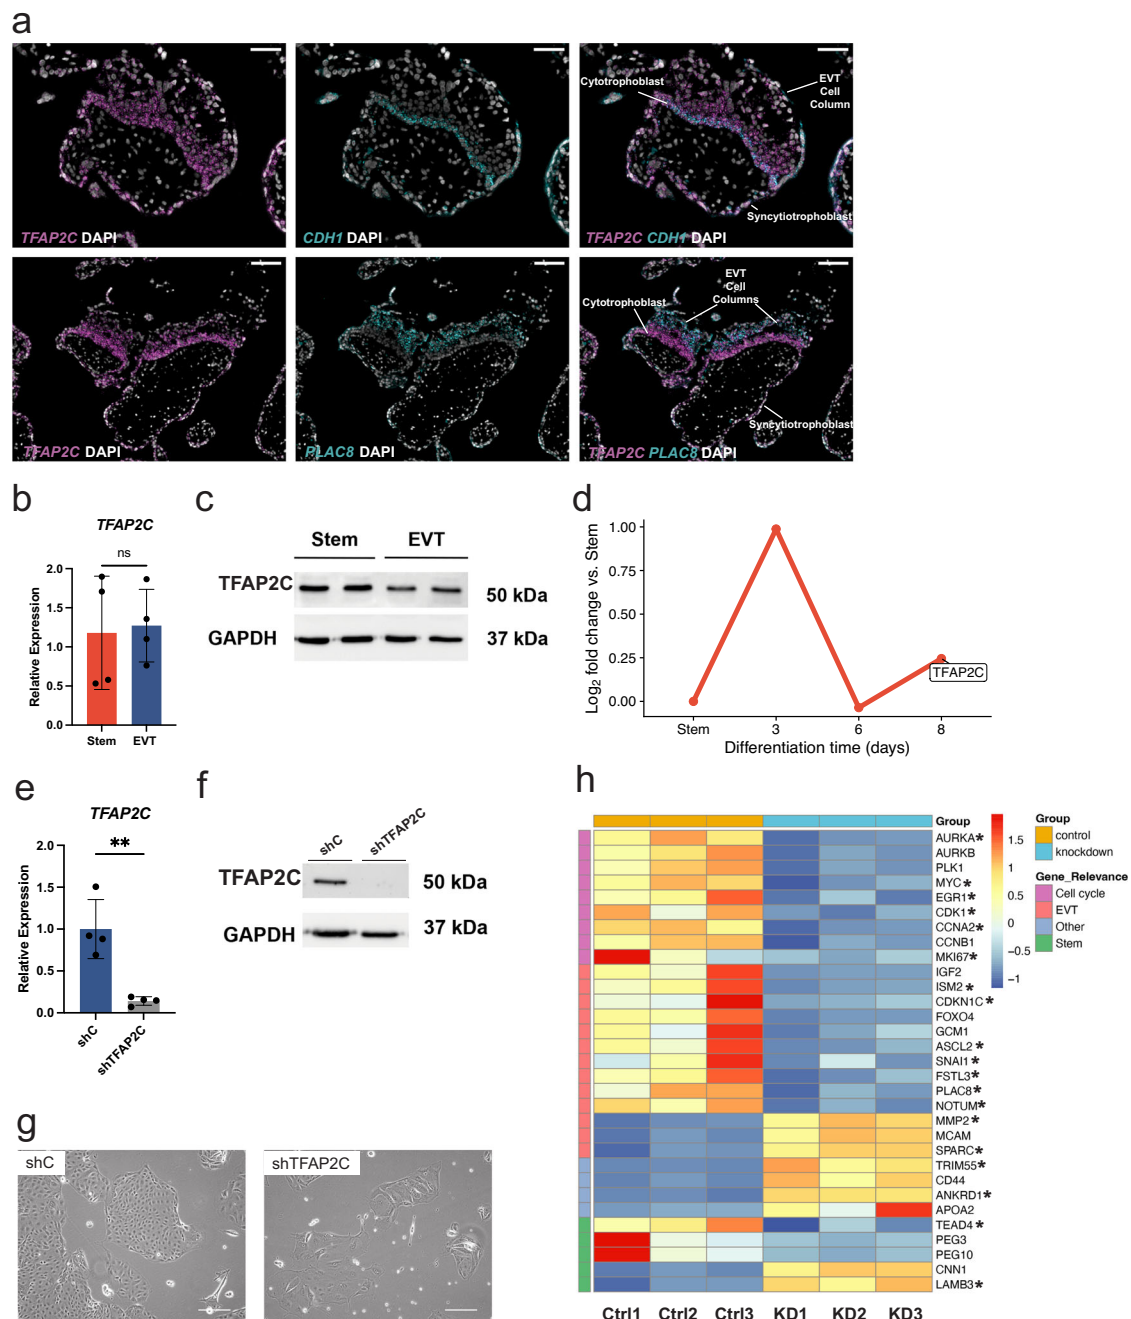 a
Cytotrophoblast
EVT
Cell
Column
Syncytiotrophoblast
TFAP2C DAPI
CDH1 DAPI
TFAP2C CDH1
EVT
Cell
Columns
Cytotrophoblast
Syncytiotrophoblast
TFAP2C DAPI
PLAC8 DAPI
TFAP2C PLAC8
b
TFAP2C
ns
Relative Expression
2.0
1.5
1.0
0.5
0.0
Stem EVT
c
Stem EVT
TFAP2C
50 kDa
GAPDH
37 kDa
d
Log2 fold change vs. Stem
1.00
0.75
0.50
0.25
0.00
TFAP2C
Stem 3 6 8
Differentiation time (days)
e
TFAP2C
**
Relative Expression
2.0
1.5
1.0
0.5
0.0
shC shTFAP2C
f
shC shTFAP2C
TFAP2C
50 kDa
GAPDH
37 kDa
g
shC
shTFAP2C
h
Group
AURKA*
AURKB
PLK1
MYC*
EGR1*
CDK1*
CCNA2*
CCNB1
MKI67*
IGF2
ISM2*
CDKN1C*
FOXO4
GCM1
ASCL2*
SNAI1*
FSTL3*
PLAC8*
NOTUM*
MMP2*
MCAM
SPARC*
TRIM55*
CD44
ANKRD1*
APOA2
TEAD4*
PEG3
PEG10
CNN1
LAMB3*
Ctrl1 Ctrl2 Ctrl3 KD1 KD2 KD3
1.5
1
0.5
0
−0.5
−1
Group
control
knockdown
Gene_Relevance
Cell cycle
EVT
Other
Stem